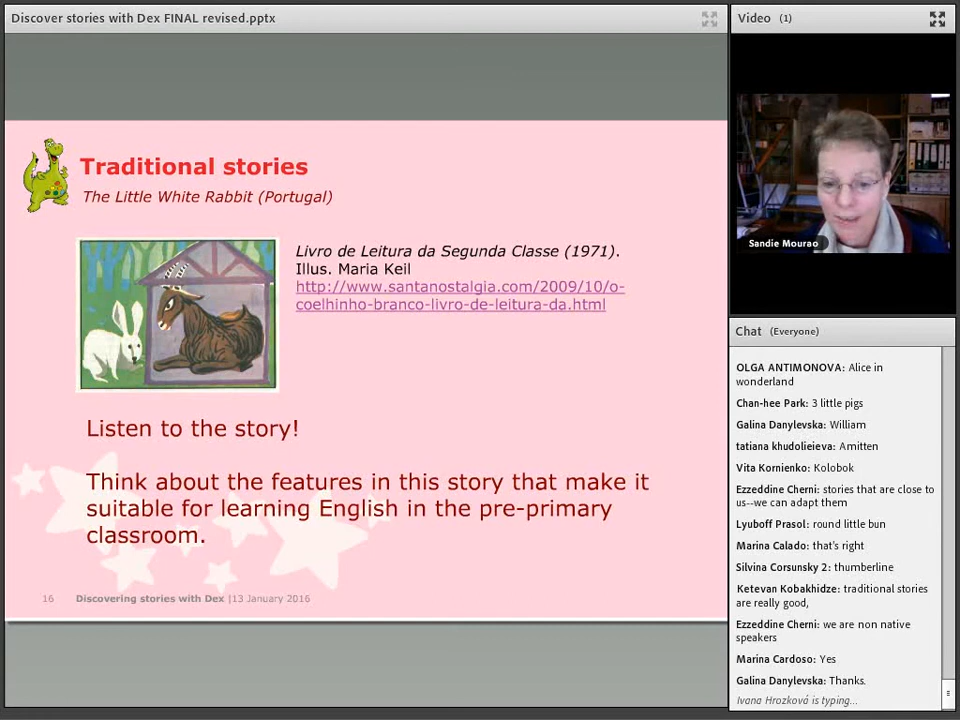 Discover stories with Dex FINAL revised.pptx
Traditional stories
The Little White Rabbit (Portugal)
Livro de Leitura da Segunda Classe (1971).
Illus. Maria Keil
http://www.santanostalgia.com/2009/10/o-
coelhinho-branco-livro-de-leitura-da.html
Listen to the story!
Think about the features in this story that make it
suitable for learning English in the pre-primary
classroom.
16 Discovering stories with Dex |13 January 2016
Video (1)
Sandie Mourao
Chat (Everyone)
OLGA ANTIMONOVA: Alice in
wonderland
Chan-hee Park: 3 little pigs
Galina Danylevska: William
tatiana khudolieieva: Amitten
Vita Kornienko: Kolobok
Ezzeddine Cherni: stories that are close to
us--we can adapt them
Lyuboff Prasol: round little bun
Marina Calado: that's right
Silvina Corsunsky 2: thumberline
Ketevan Kobakhidze: traditional stories
are really good,
Ezzeddine Cherni: we are non native
speakers
Marina Cardoso: Yes
Galina Danylevska: Thanks.
Ivana Hrozková is typing...